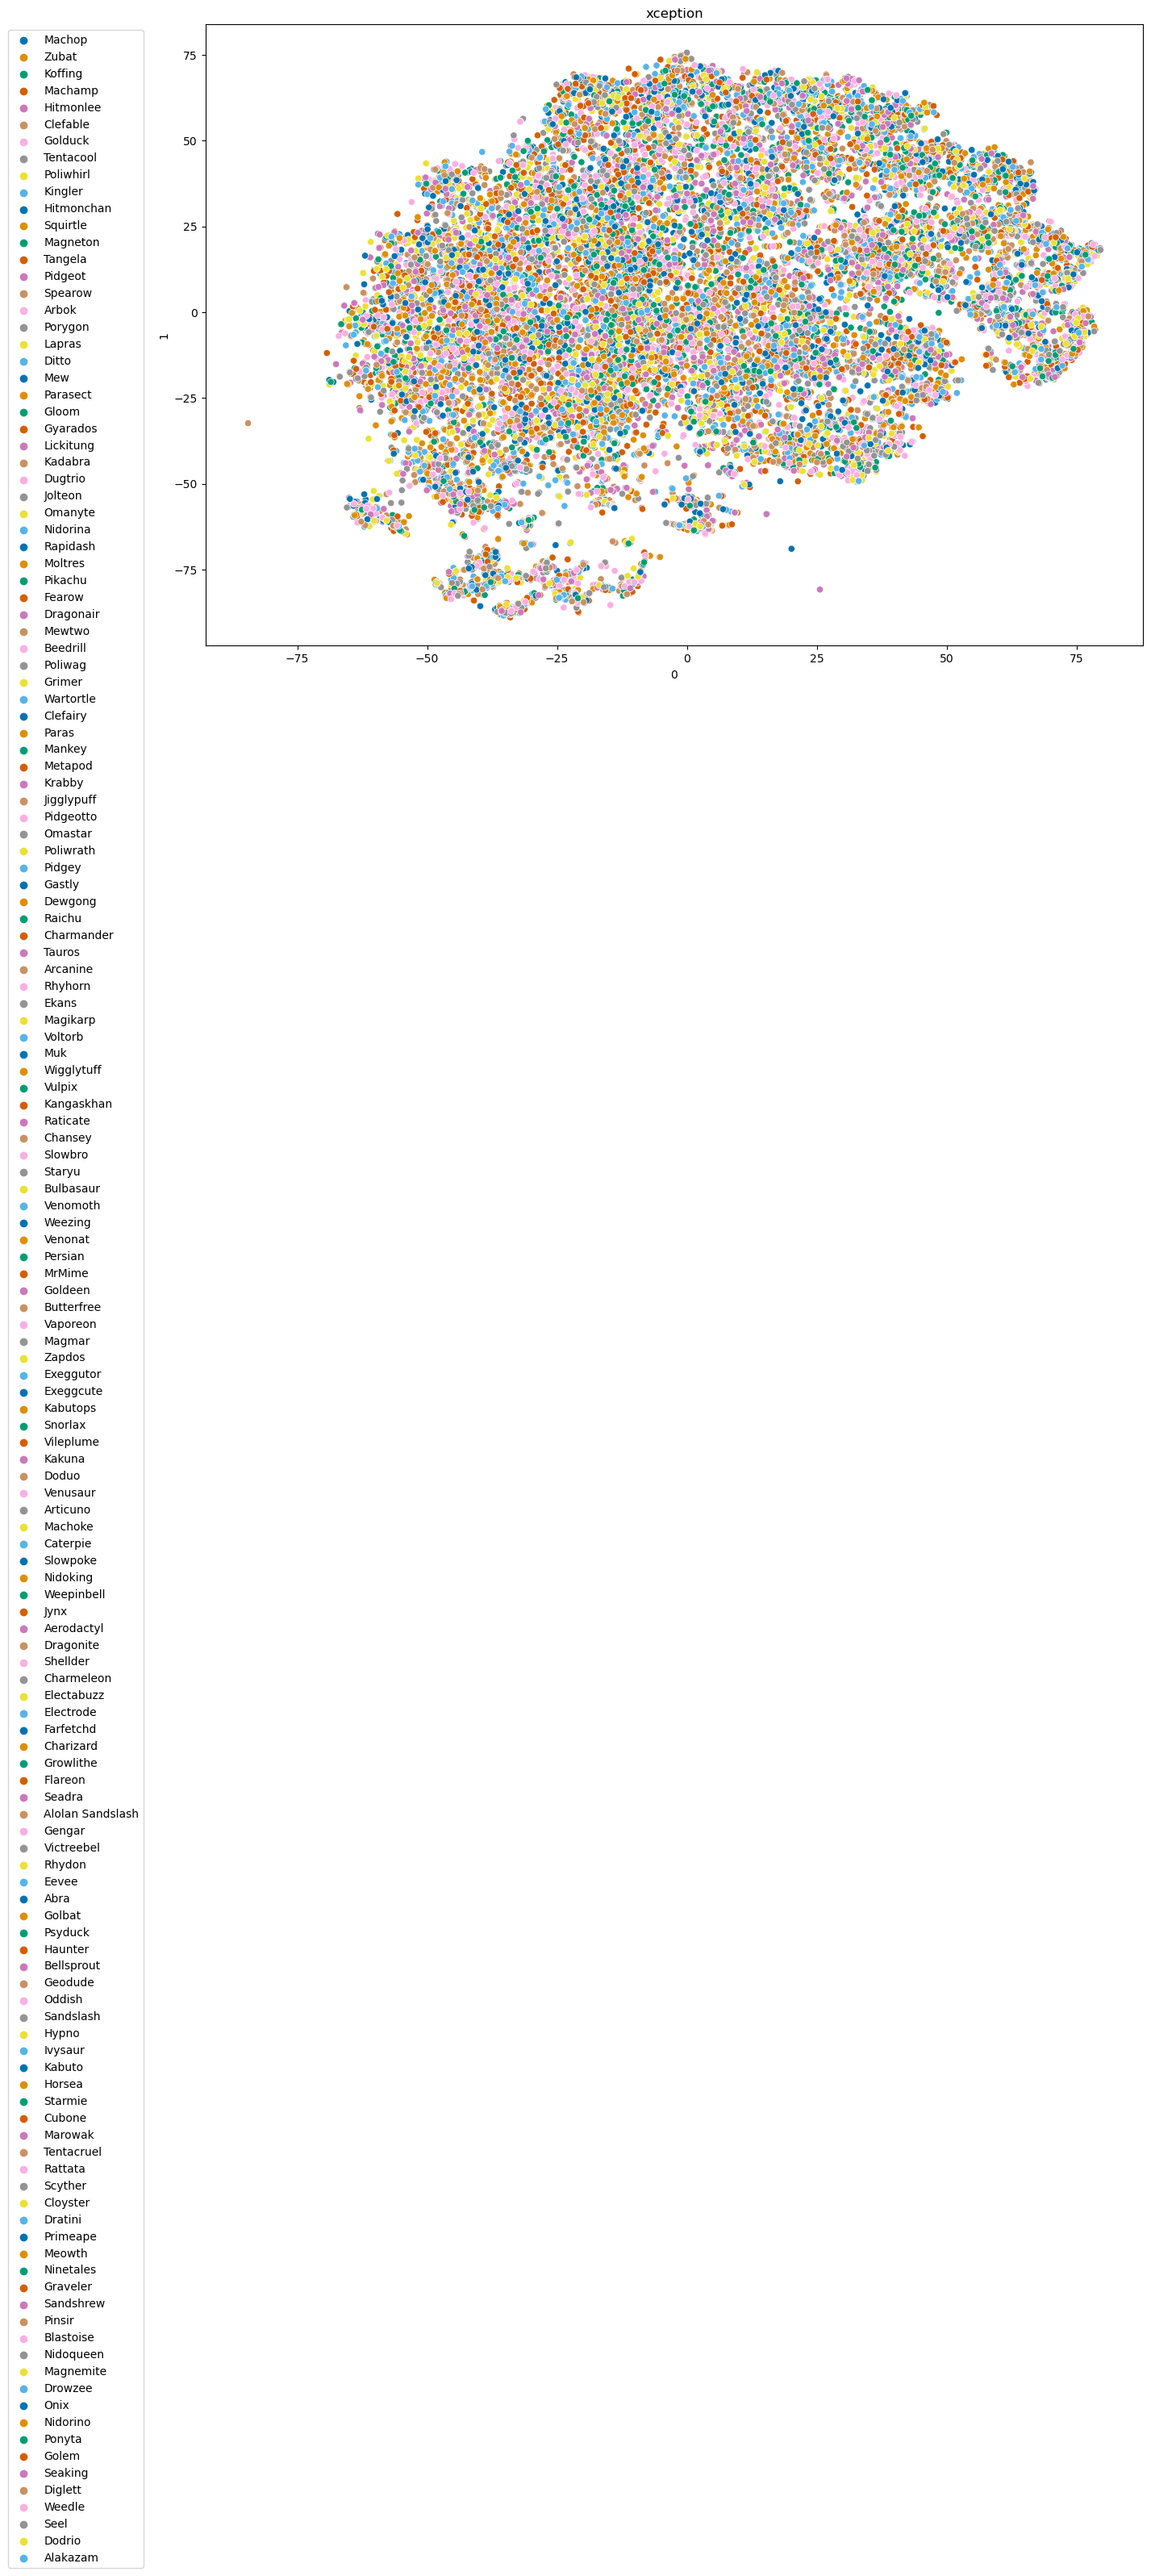 xception
Machop
Zubat
Koffing
Machamp
Hitmonlee
Clefable
Golduck
Tentacool
Poliwhirl
Kingler
Hitmonchan
Squirtle
Magneton
Tangela
Pidgeot
Spearow
Arbok
Porygon
Lapras
Ditto
Mew
Parasect
Gloom
Gyarados
Lickitung
Kadabra
Dugtrio
Jolteon
Omanyte
Nidorina
Rapidash
Moltres
Pikachu
Fearow
Dragonair
Mewtwo
Beedrill
Poliwag
Grimer
Wartortle
Clefairy
Paras
Mankey
Metapod
Krabby
Jigglypuff
Pidgeotto
Omastar
Poliwrath
Pidgey
Gastly
Dewgong
Raichu
Charmander
Tauros
Arcanine
Rhyhorn
Ekans
Magikarp
Voltorb
Muk
Wigglytuff
Vulpix
Kangaskhan
Raticate
Chansey
Slowbro
Staryu
Bulbasaur
Venomoth
Weezing
Venonat
Persian
MrMime
Goldeen
Butterfree
Vaporeon
Magmar
Zapdos
Exeggutor
Exeggcute
Kabutops
Snorlax
Vileplume
Kakuna
Doduo
Venusaur
Articuno
Machoke
Caterpie
Slowpoke
Nidoking
Weepinbell
Jynx
Aerodactyl
Dragonite
Shellder
Charmeleon
Electabuzz
Electrode
Farfetchd
Charizard
Growlithe
Flareon
Seadra
Alolan Sandslash
Gengar
Victreebel
Rhydon
Eevee
Abra
Golbat
Psyduck
Haunter
Bellsprout
Geodude
Oddish
Sandslash
Hypno
Ivysaur
Kabuto
Horsea
Starmie
Cubone
Marowak
Tentacruel
Rattata
Scyther
Cloyster
Dratini
Primeape
Meowth
Ninetales
Graveler
Sandshrew
Pinsir
Blastoise
Nidoqueen
Magnemite
Drowzee
Onix
Nidorino
Ponyta
Golem
Seaking
Diglett
Weedle
Seel
Dodrio
Alakazam
75
50
25
0
−25
−50
−75
1
−75
−50
−25
0
25
50
75
0